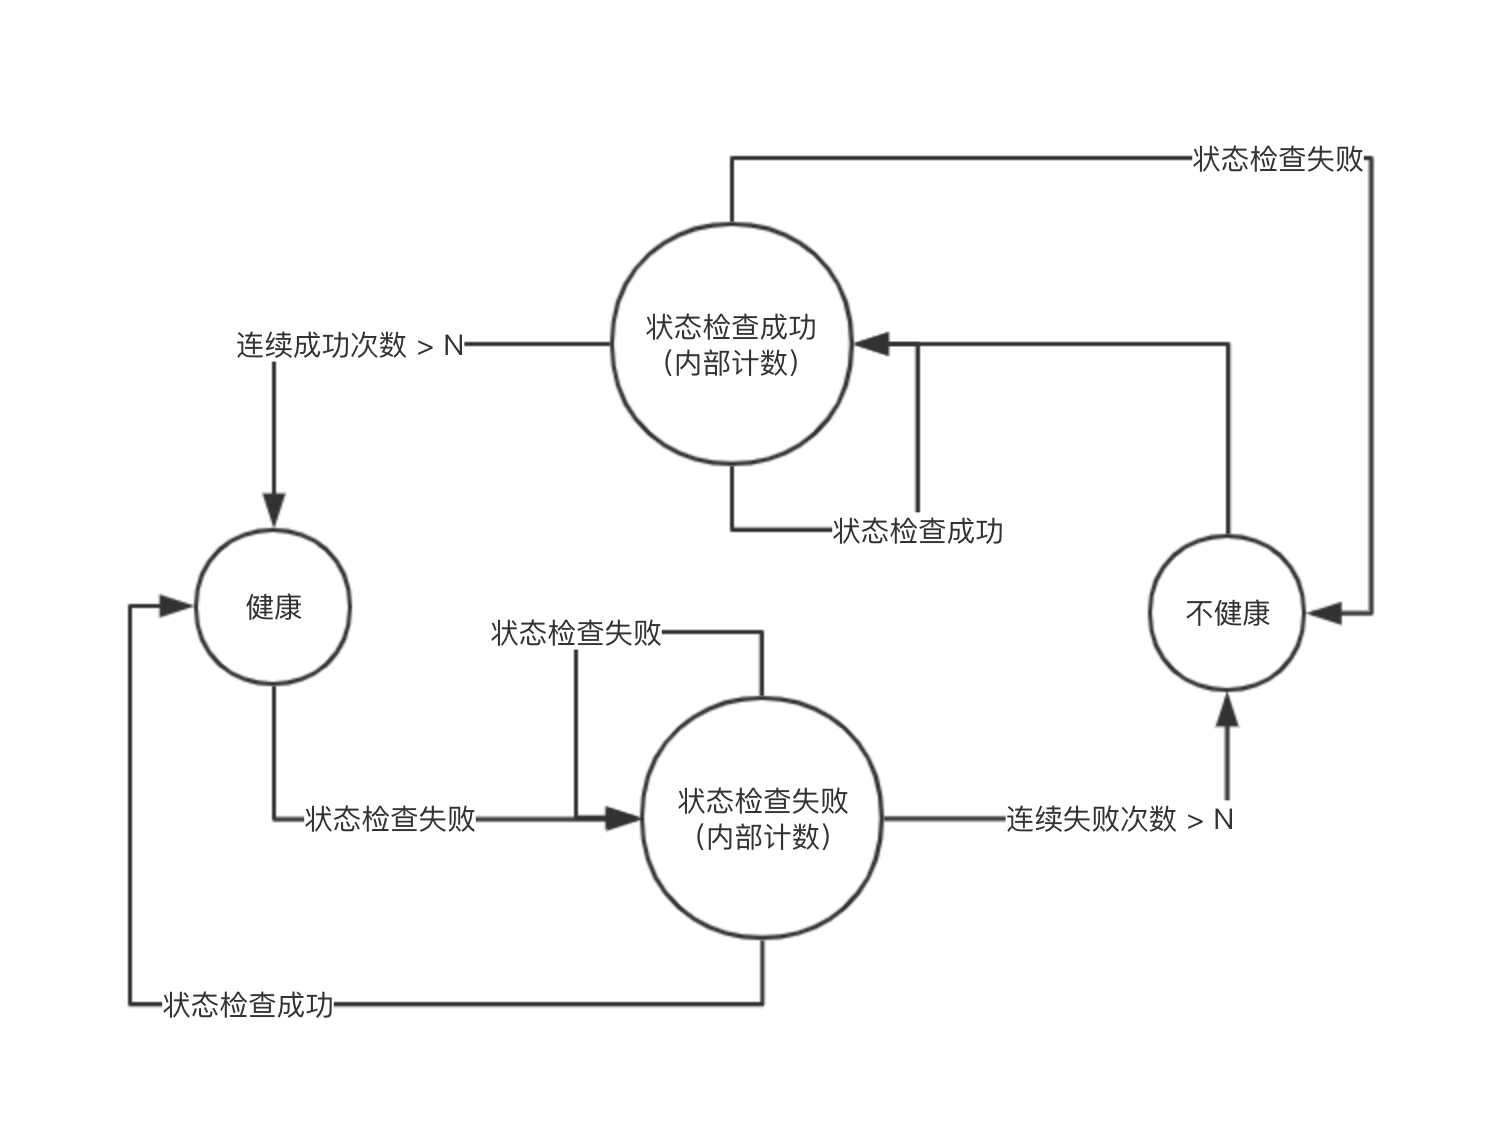 状态检查失败
状态检查成功
（内部计数）
连续成功次数 > N
状态检查成功
健康
不健康
状态检查失败
状态检查失败
（内部计数）
状态检查失败
连续失败次数 > N
状态检查成功